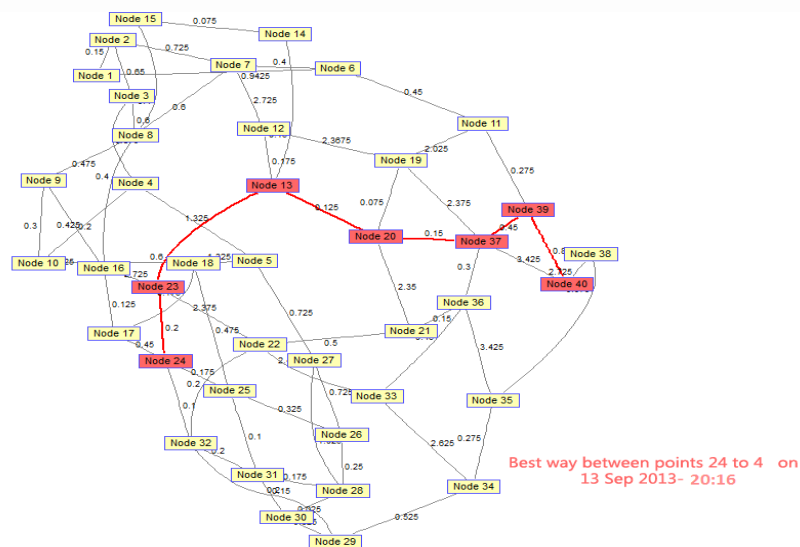 Node 15
0.075
Node 14
Node 2
0.15
0.725
Node 7
0.4
Node 6
Node 1
0.65
0.9425
Node 3
0.6
2.725
0.45
0.6
Node 12
Node 11
Node 8
2.3675
2.025
0.475
0.175
Node 19
0.275
Node 9
0.4
Node 4
Node 13
0.075
2.375
0.3
0.425
0.2
1.325
0.125
Node 39
Node 20
0.15
0.45
Node 37
Node 10
Node 16
0.6
Node 18
Node 5
3.425
Node 38
2.725
0.3
Node 40
Node 23
2.35
0.125
2.375
0.725
Node 36
0.15
Node 17
0.2
0.475
Node 21
0.45
Node 22
0.5
3.425
Node 24
Node 27
0.175
0.2
Node 25
0.725
Node 33
Node 35
0.1
0.325
Node 32
0.1
Node 26
2.625
0.275
0.2
0.25
Node 31
0.175
Node 28
Node 34
Node 30
0.525
Node 29
Best way between points 24 to 4 on
13 Sep 2013- 20:16